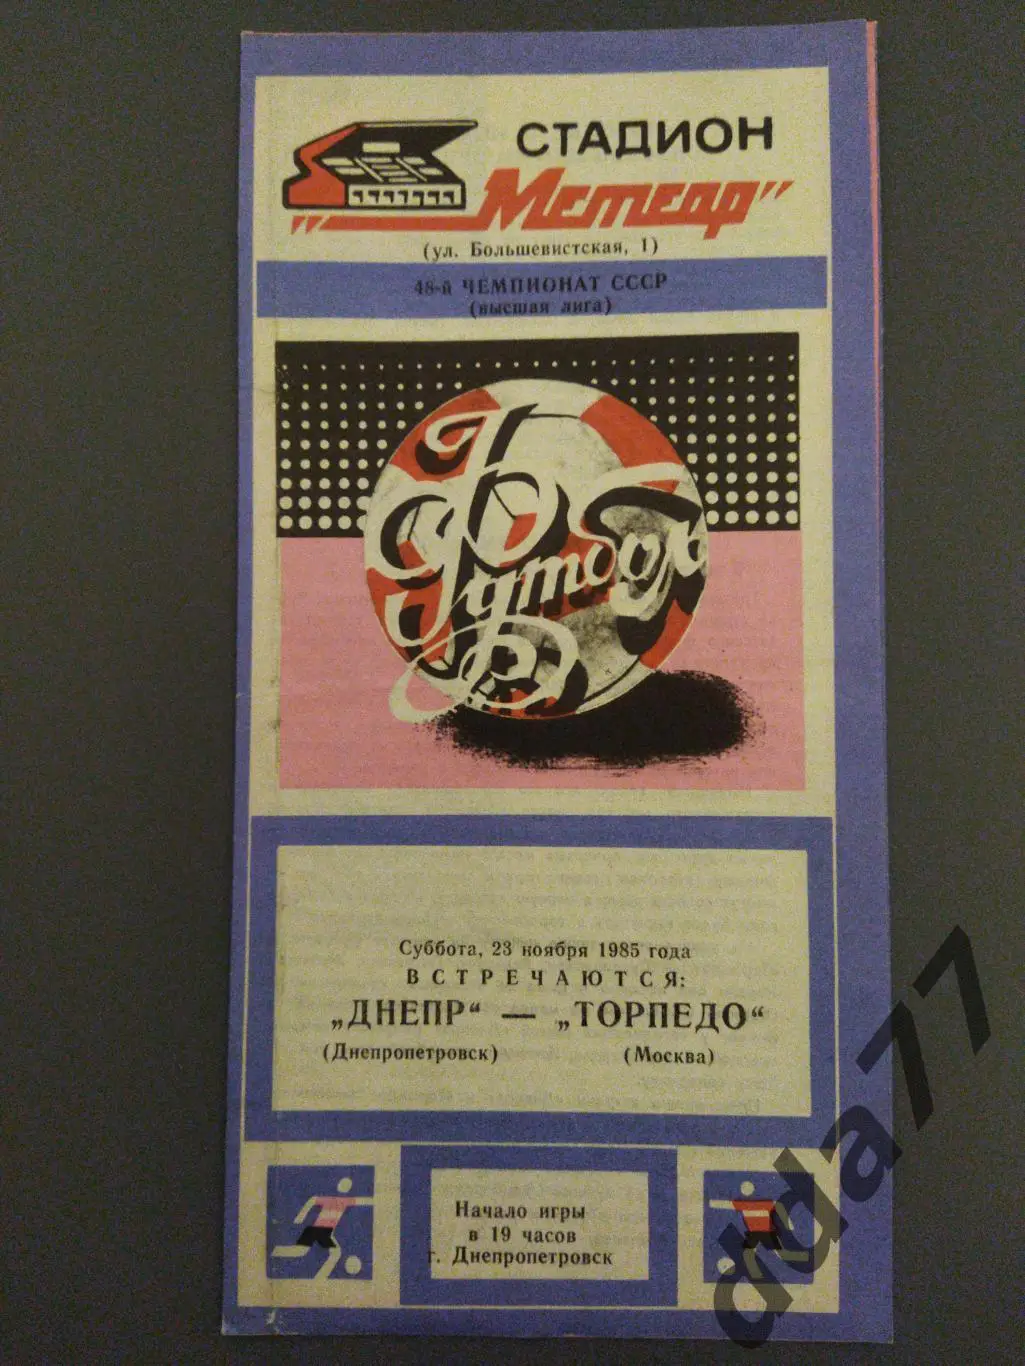 СТАДИОН
„Метеор"
(ул. Большевистская, 1)
48-й ЧЕМПИОНАТ СССР
(высшая лига)
Футбол
Суббота, 23 ноября 1985 года
ВСТРЕЧАЮТСЯ:
„ДНЕПР“ — „ТОРПЕДО“
(Днепропетровск) (Москва)
Начало игры
в 19 часов
г. Днепропетровск
dda77